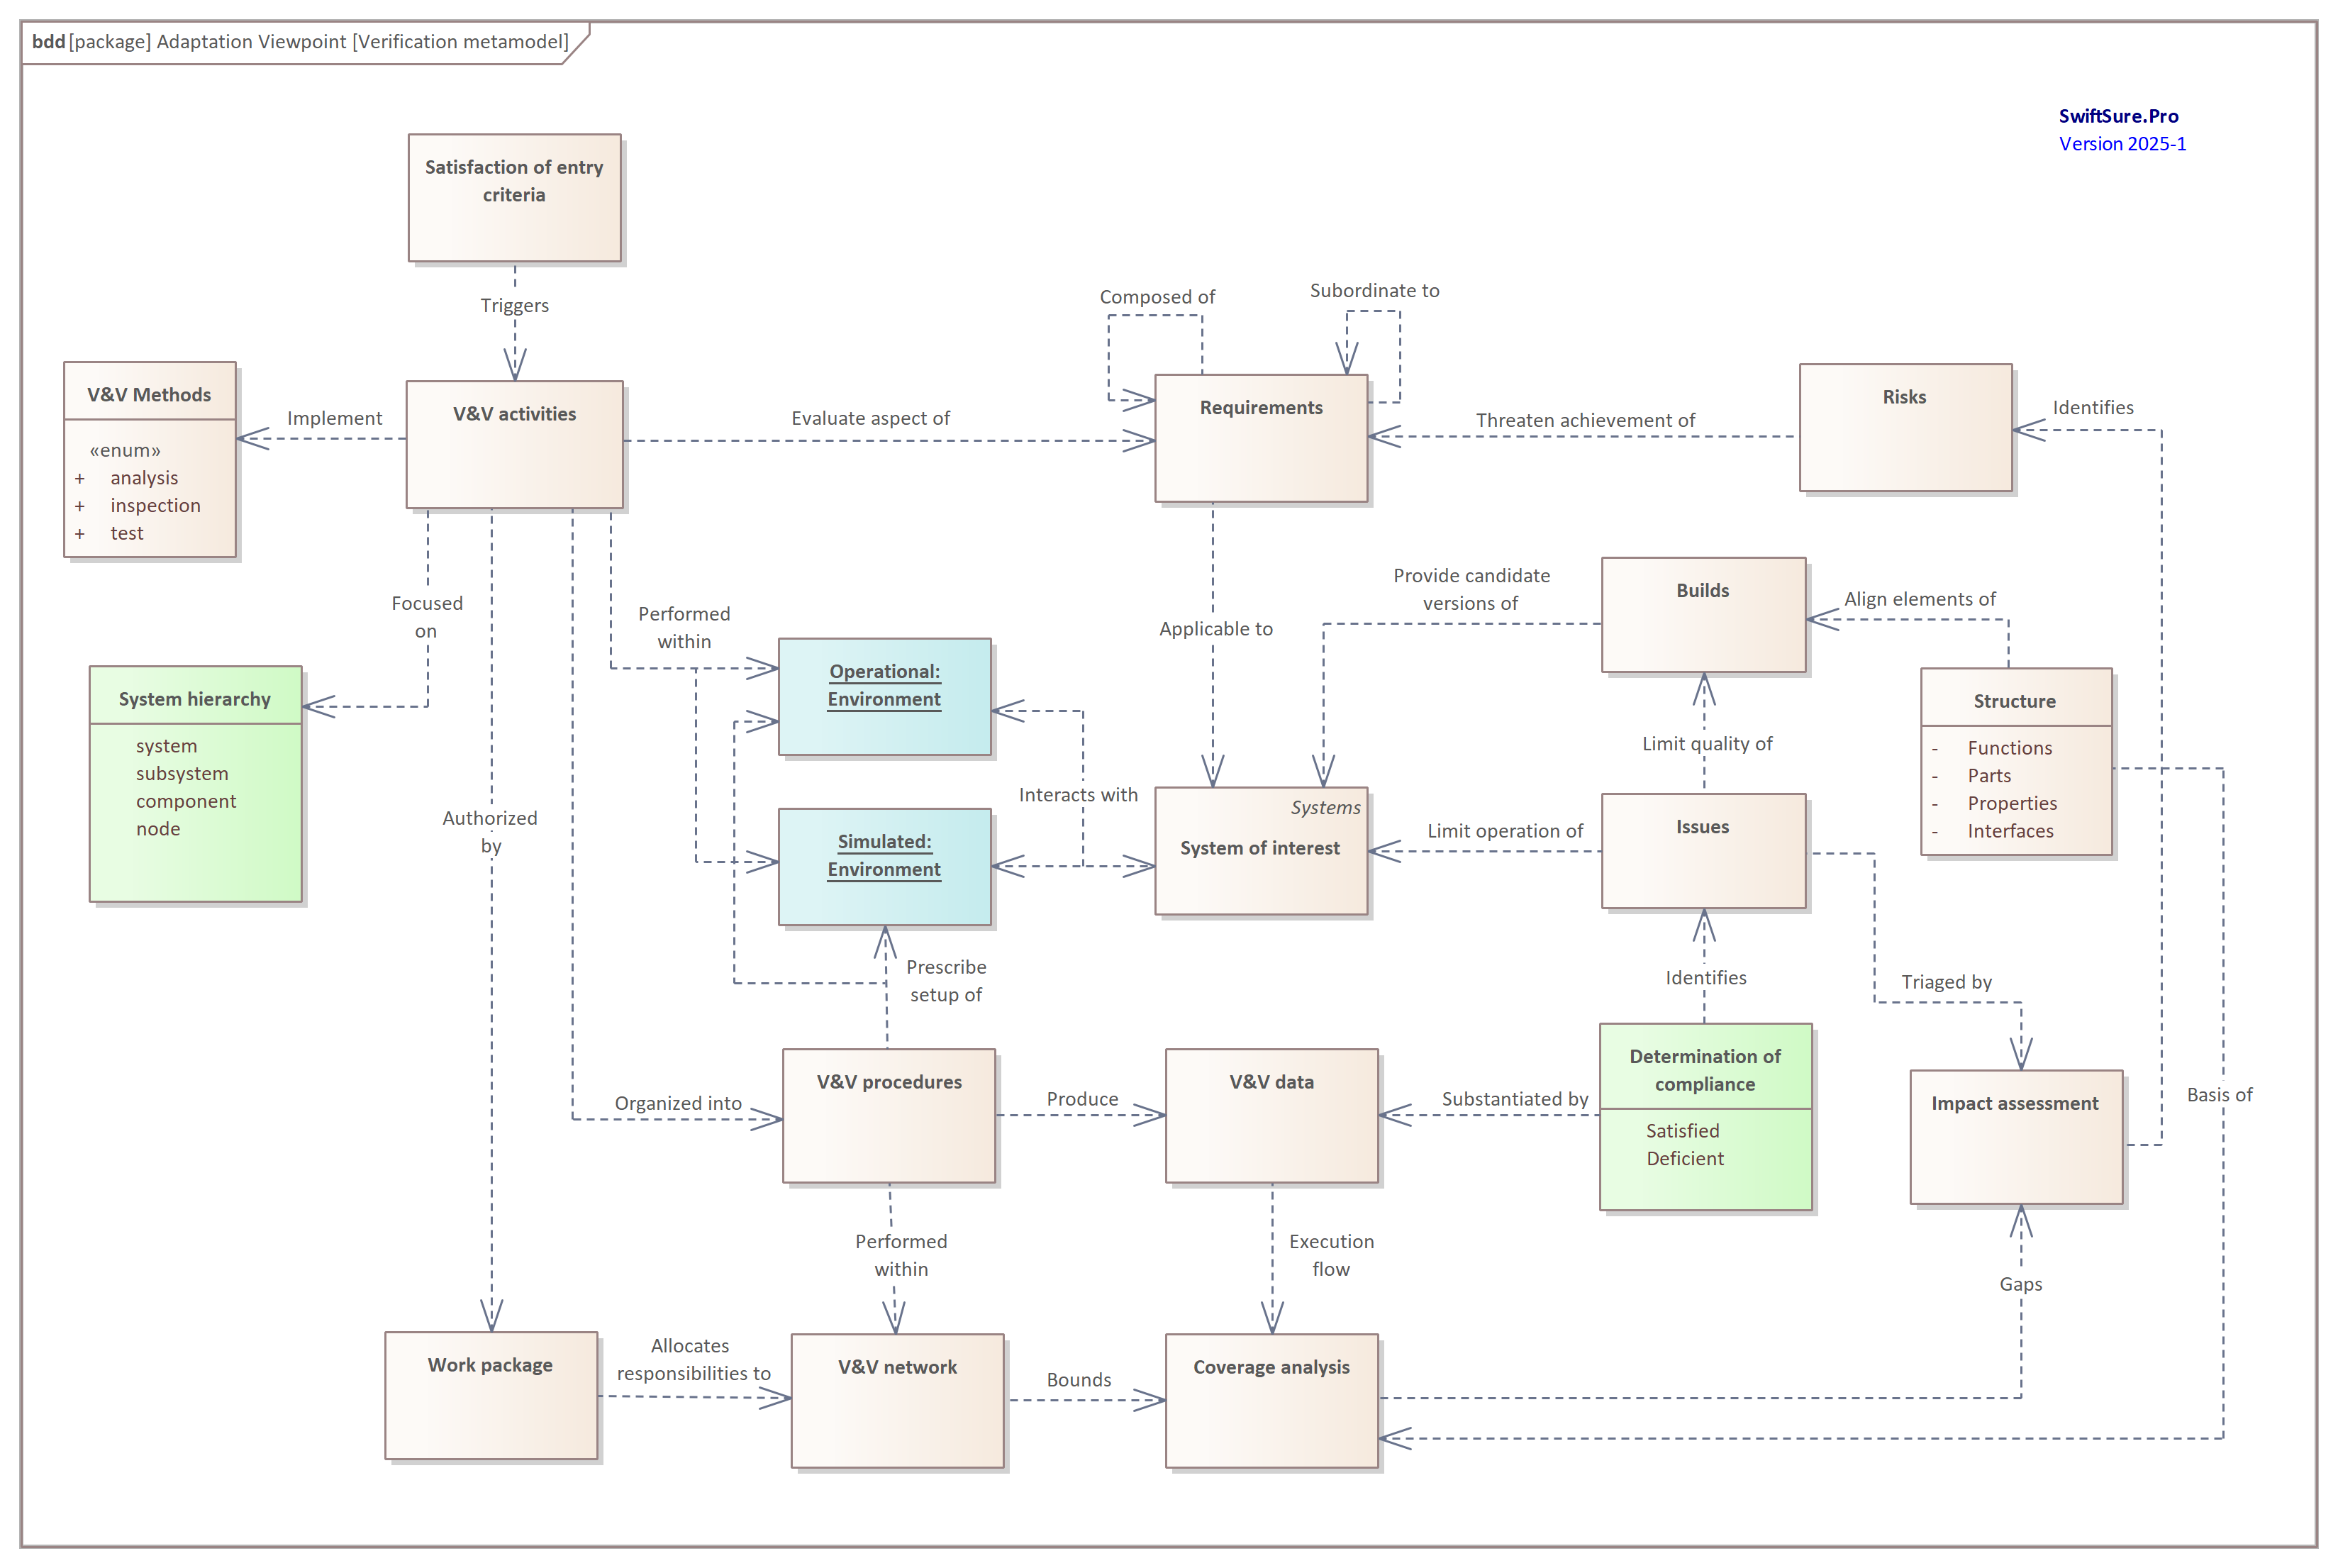 bdd [package] Adaptation Viewpoint [Verification metamodel]
SwiftSure.Pro
Version 2025-1
Satisfaction of entry
criteria
Triggers
Composed of
Subordinate to
V&V Methods
«enum»
+ analysis
+ inspection
+ test
Implement
V&V activities
Evaluate aspect of
Requirements
Threaten achievement of
Risks
Identifies
Focused
on
Performed
within
Applicable to
Provide candidate
versions of
Builds
Align elements of
System hierarchy
system
subsystem
component
node
Operational:
Environment
Structure
- Functions
- Parts
- Properties
- Interfaces
Limit quality of
Authorized
by
Interacts with
Simulated:
Environment
Systems
System of interest
Limit operation of
Issues
Prescribe
setup of
Identifies
Triaged by
Organized into
V&V procedures
Produce
V&V data
Substantiated by
Determination of
compliance
Satisfied
Deficient
Impact assessment
Basis of
Performed
within
Execution
flow
Gaps
Work package
Allocates
responsibilities to
V&V network
Bounds
Coverage analysis